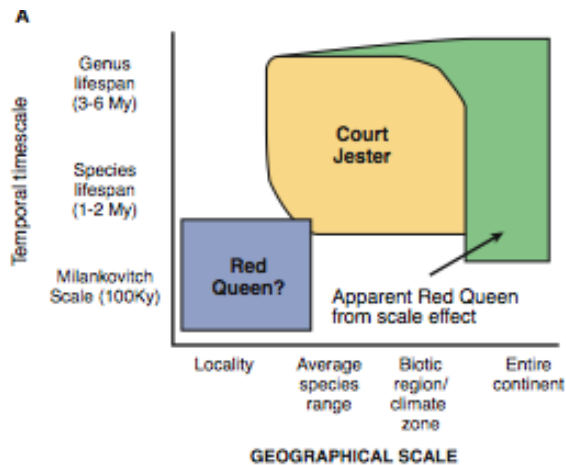 A
Temporal timescale
Genus
lifespan
(3-6 My)
Species
lifespan
(1-2 My)
Milankovitch
Scale (100Ky)
Court
Jester
Red
Queen?
Apparent Red Queen
from scale effect
Locality
Average
species
range
Biotic
region/
climate
zone
Entire
continent
GEOGRAPHICAL SCALE